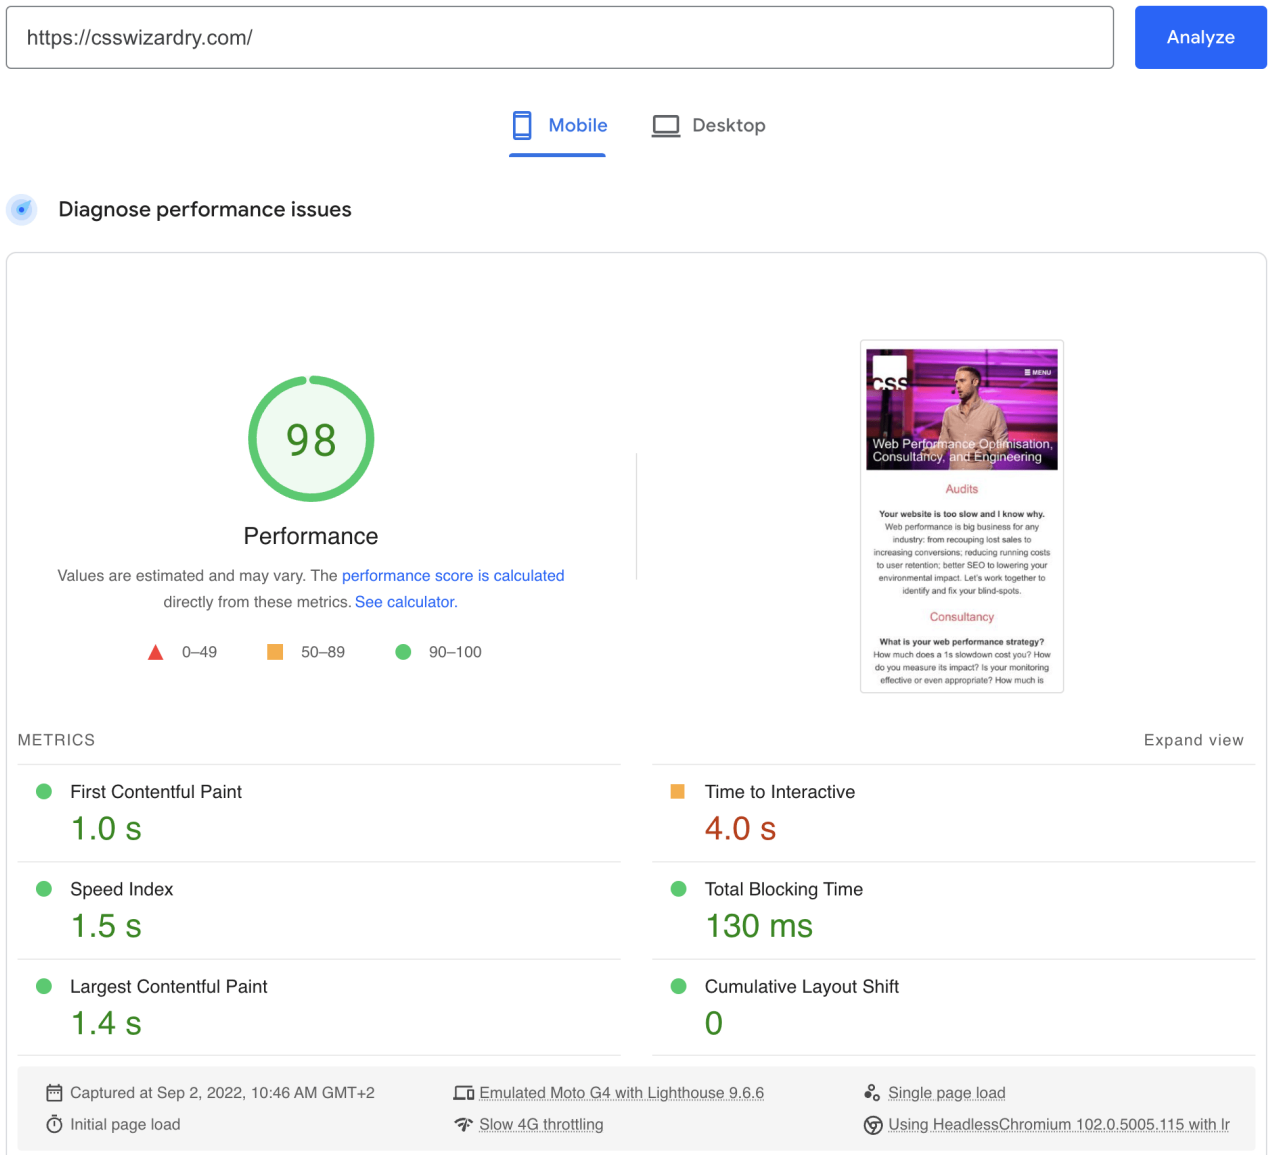 https://csswizardry.com/
Analyze
Mobile
Desktop
Diagnose performance issues
98
Performance
Values are estimated and may vary. The performance score is calculated
directly from these metrics. See calculator.
0–49
50–89
90–100
CSS
MENU
Web Performance Optimisation,
Consultancy, and Engineering
Audits
Your website is too slow and I know why.
Web performance is big business for any
industry: from recouping lost sales to
increasing conversions; reducing running costs
to user retention; better SEO to lowering your
environmental impact. Let's work together to
identify and fix your blind-spots.
Consultancy
What is your web performance strategy?
How much does a 1s slowdown cost you? How
do you measure its impact? Is your monitoring
effective or even appropriate? How much is
METRICS
Expand view
First Contentful Paint
1.0 s
Time to Interactive
4.0 s
Speed Index
1.5 s
Total Blocking Time
130 ms
Largest Contentful Paint
1.4 s
Cumulative Layout Shift
0
Captured at Sep 2, 2022, 10:46 AM GMT+2
Emulated Moto G4 with Lighthouse 9.6.6
Single page load
Initial page load
Slow 4G throttling
Using HeadlessChromium 102.0.5005.115 with lr